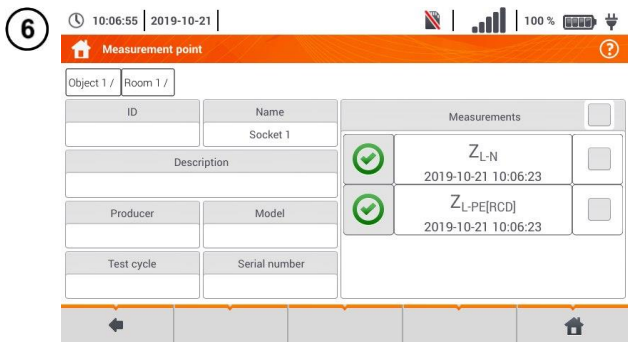 6
10:06:55 2019-10-21 100 %
Measurement point ?
Object 1 / Room 1 /
ID Name Measurements
Socket 1
Description
ZL-N
2019-10-21 10:06:23
ZL-PE[RCD]
2019-10-21 10:06:23
Producer Model
Test cycle Serial number